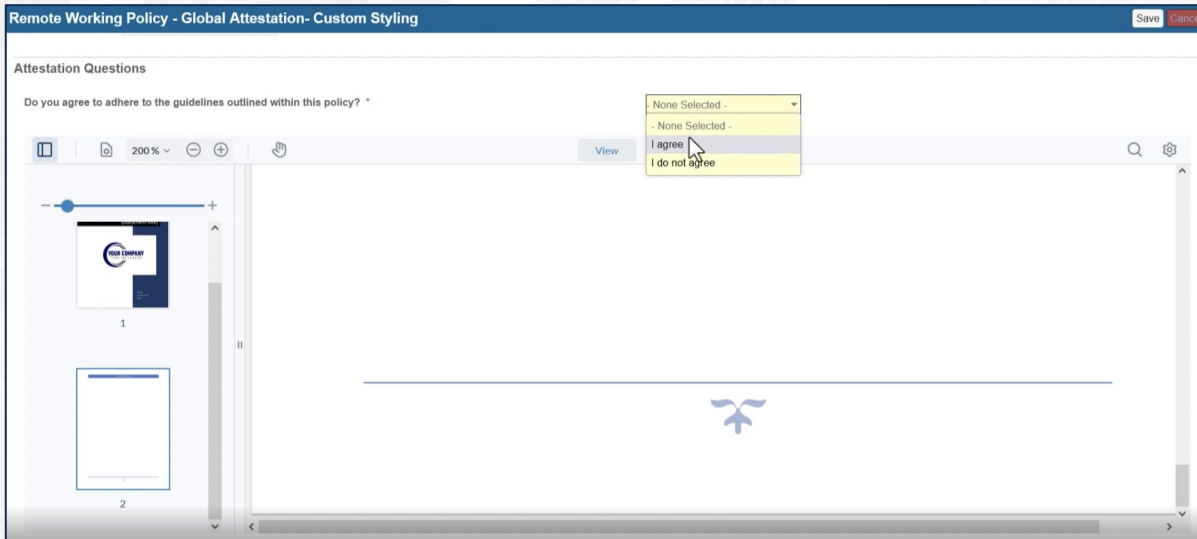 Remote Working Policy - Global Attestation- Custom Styling
Save
Attestation Questions
Do you agree to adhere to the guidelines outlined within this policy? *
- None Selected -
- None Selected -
I agree
I do not agree
200 %
View
YOUR COMPANY
1
2